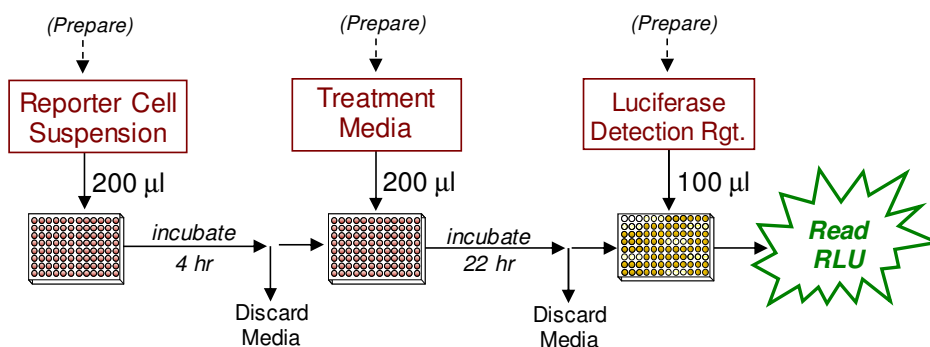 (Prepare)
(Prepare)
(Prepare)
Reporter Cell
Suspension
Treatment
Media
Luciferase
Detection Rgt.
200 µl
200 µl
100 µl
incubate
4 hr
incubate
22 hr
Read
RLU
Discard
Media
Discard
Media